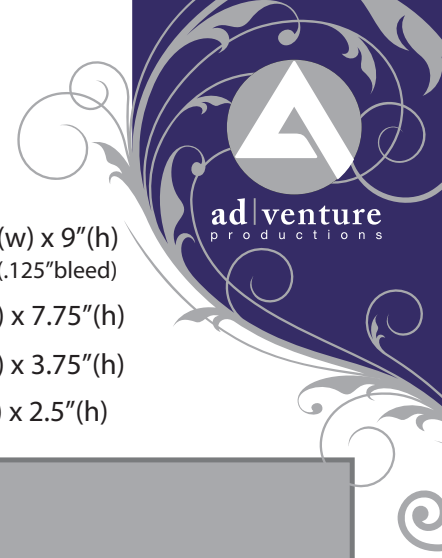 ad|venture
productions
(w) x 9”(h)
(.125”bleed)
) x 7.75”(h)
) x 3.75”(h)
) x 2.5”(h)